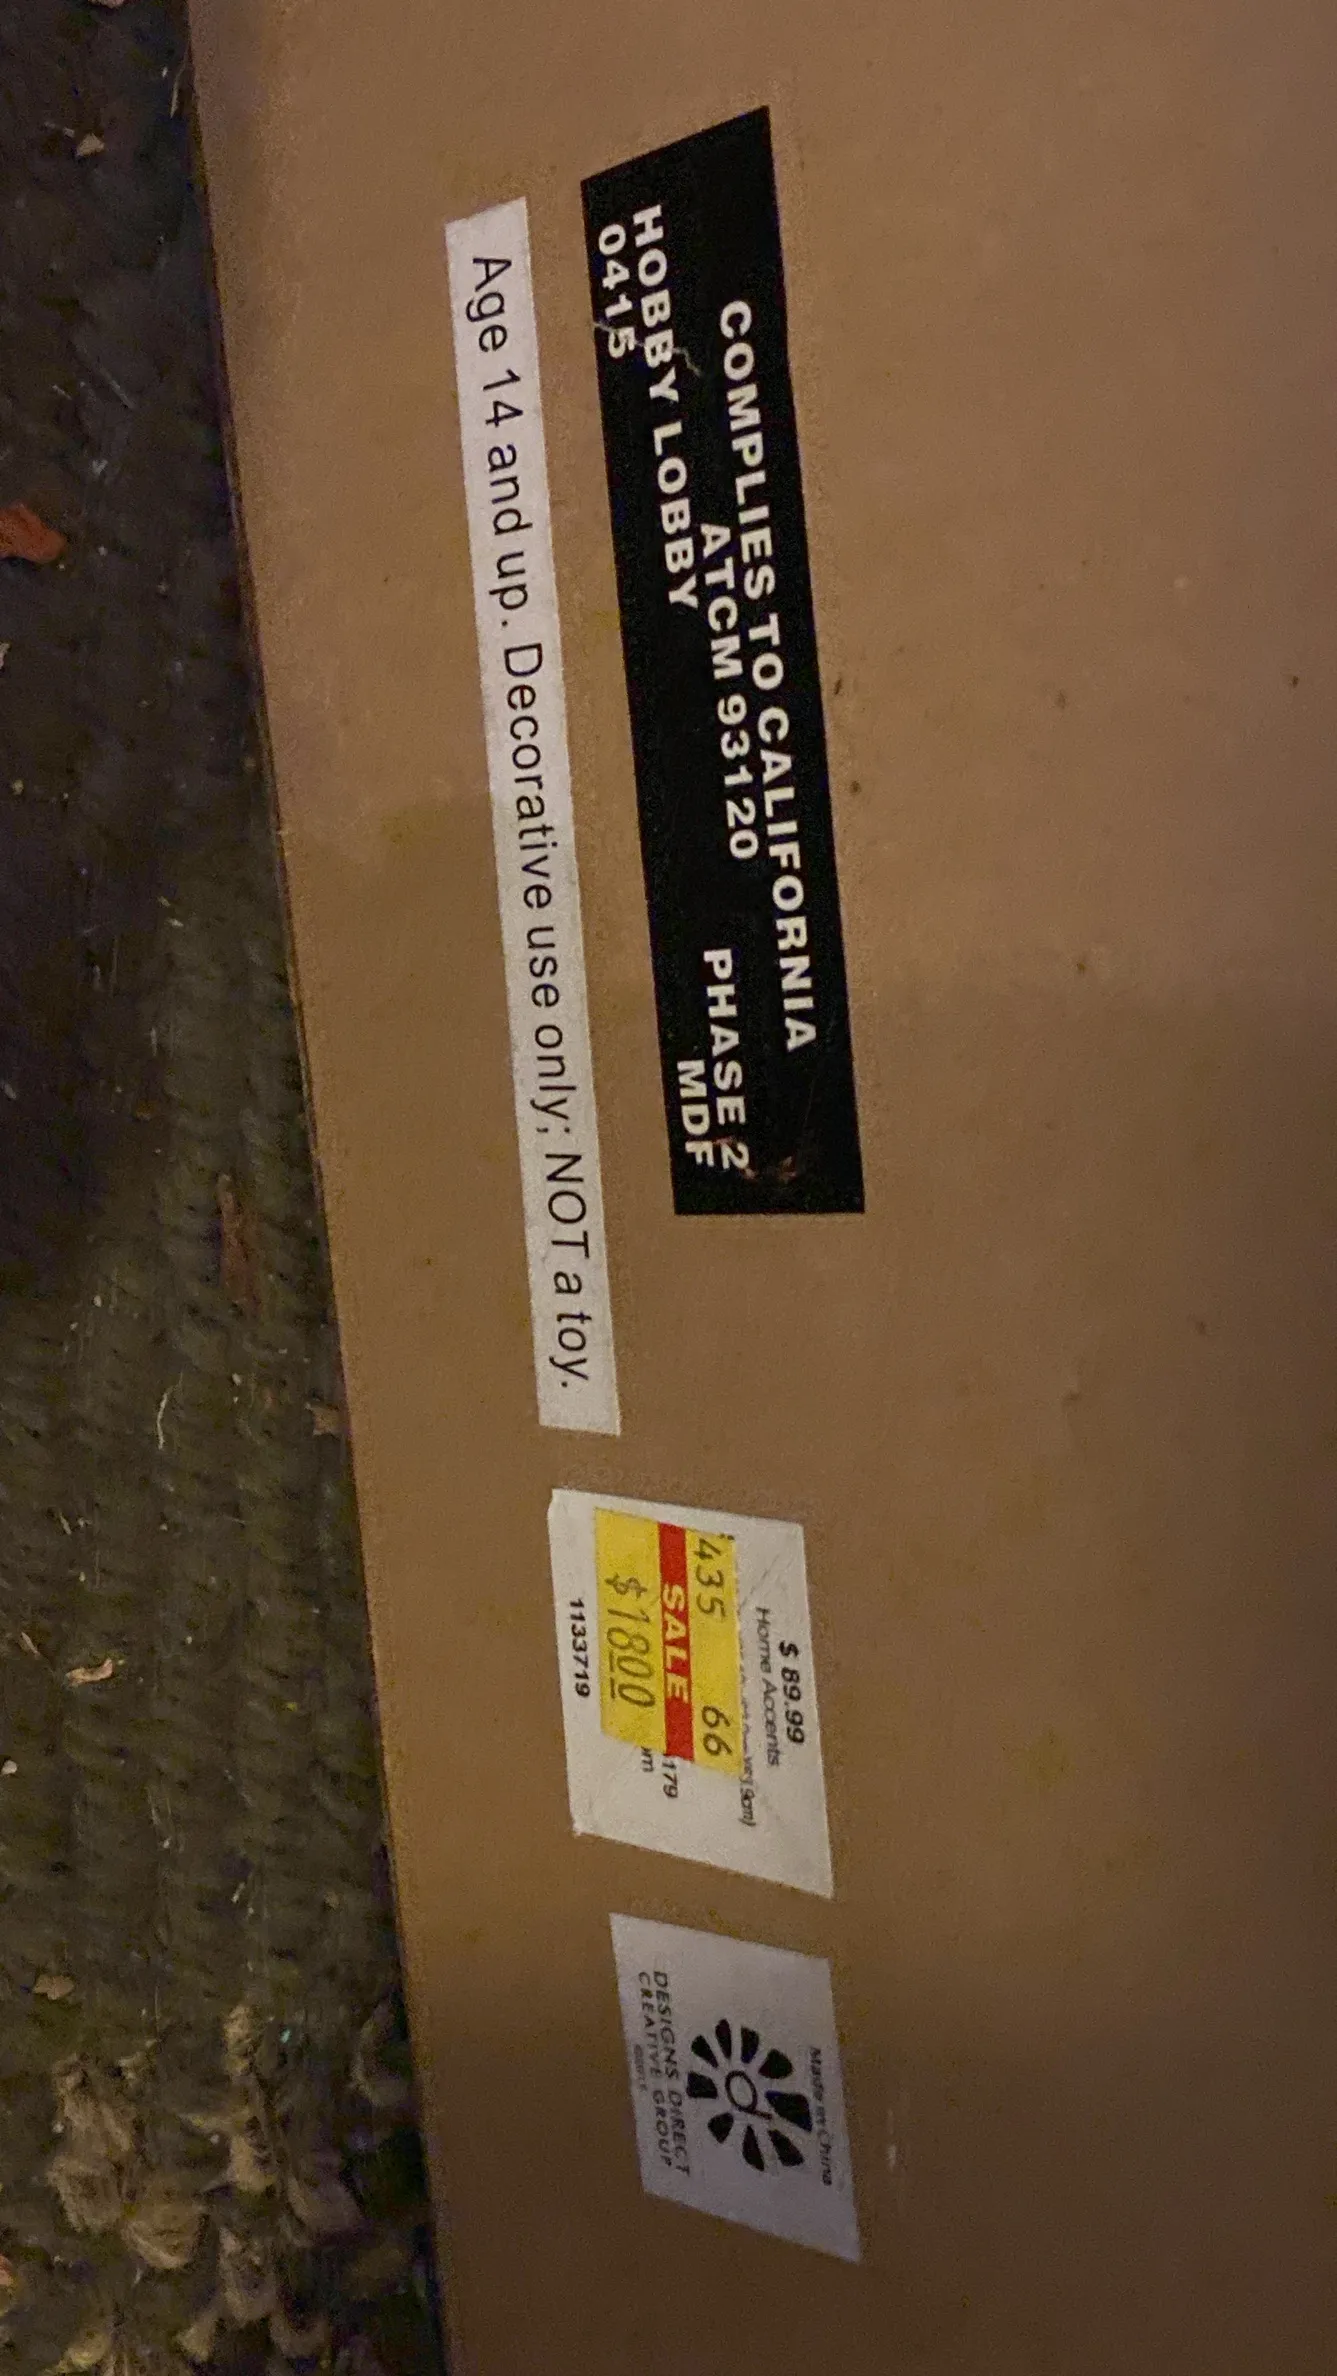 COMPLIES TO CALIFORNIA
ATCM 93120 PHASE 2
HOBBY LOBBY MDF
0415
Age 14 and up. Decorative use only; NOT a toy.
$ 89.99
Home Accents
435 66
SALE
179
$18.00
1133719
Made in China
d
DESIGNS DIRECT
CREATIVE GROUP